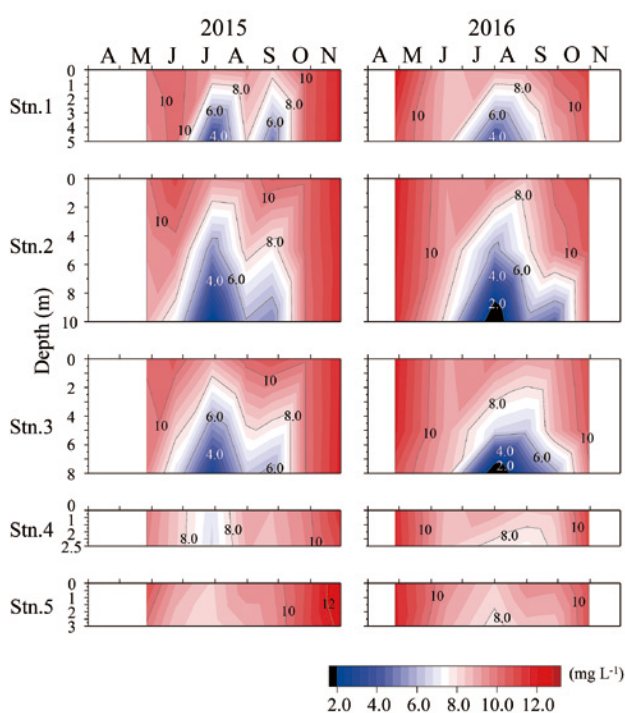 2015 2016
A M J J A S O N A M J J A S O N
Stn.1 0 1 2 3 4 5 10 10 6.0 4.0 8.0 6.0 8.0 10 10 6.0 4.0 8.0 10
Stn.2 0 2 4 6 8 10 10 4.0 6.0 8.0 10 10 4.0 2.0 6.0 8.0 10
Depth (m)
Stn.3 0 2 4 6 8 10 6.0 4.0 6.0 8.0 10 10 8.0 4.0 2.0 6.0 10
Stn.4 0 1 2 2.5 8.0 8.0 10 10 8.0 10
Stn.5 0 1 2 3 10 12 10 8.0 10
(mg L⁻¹)
2.0 4.0 6.0 8.0 10.0 12.0